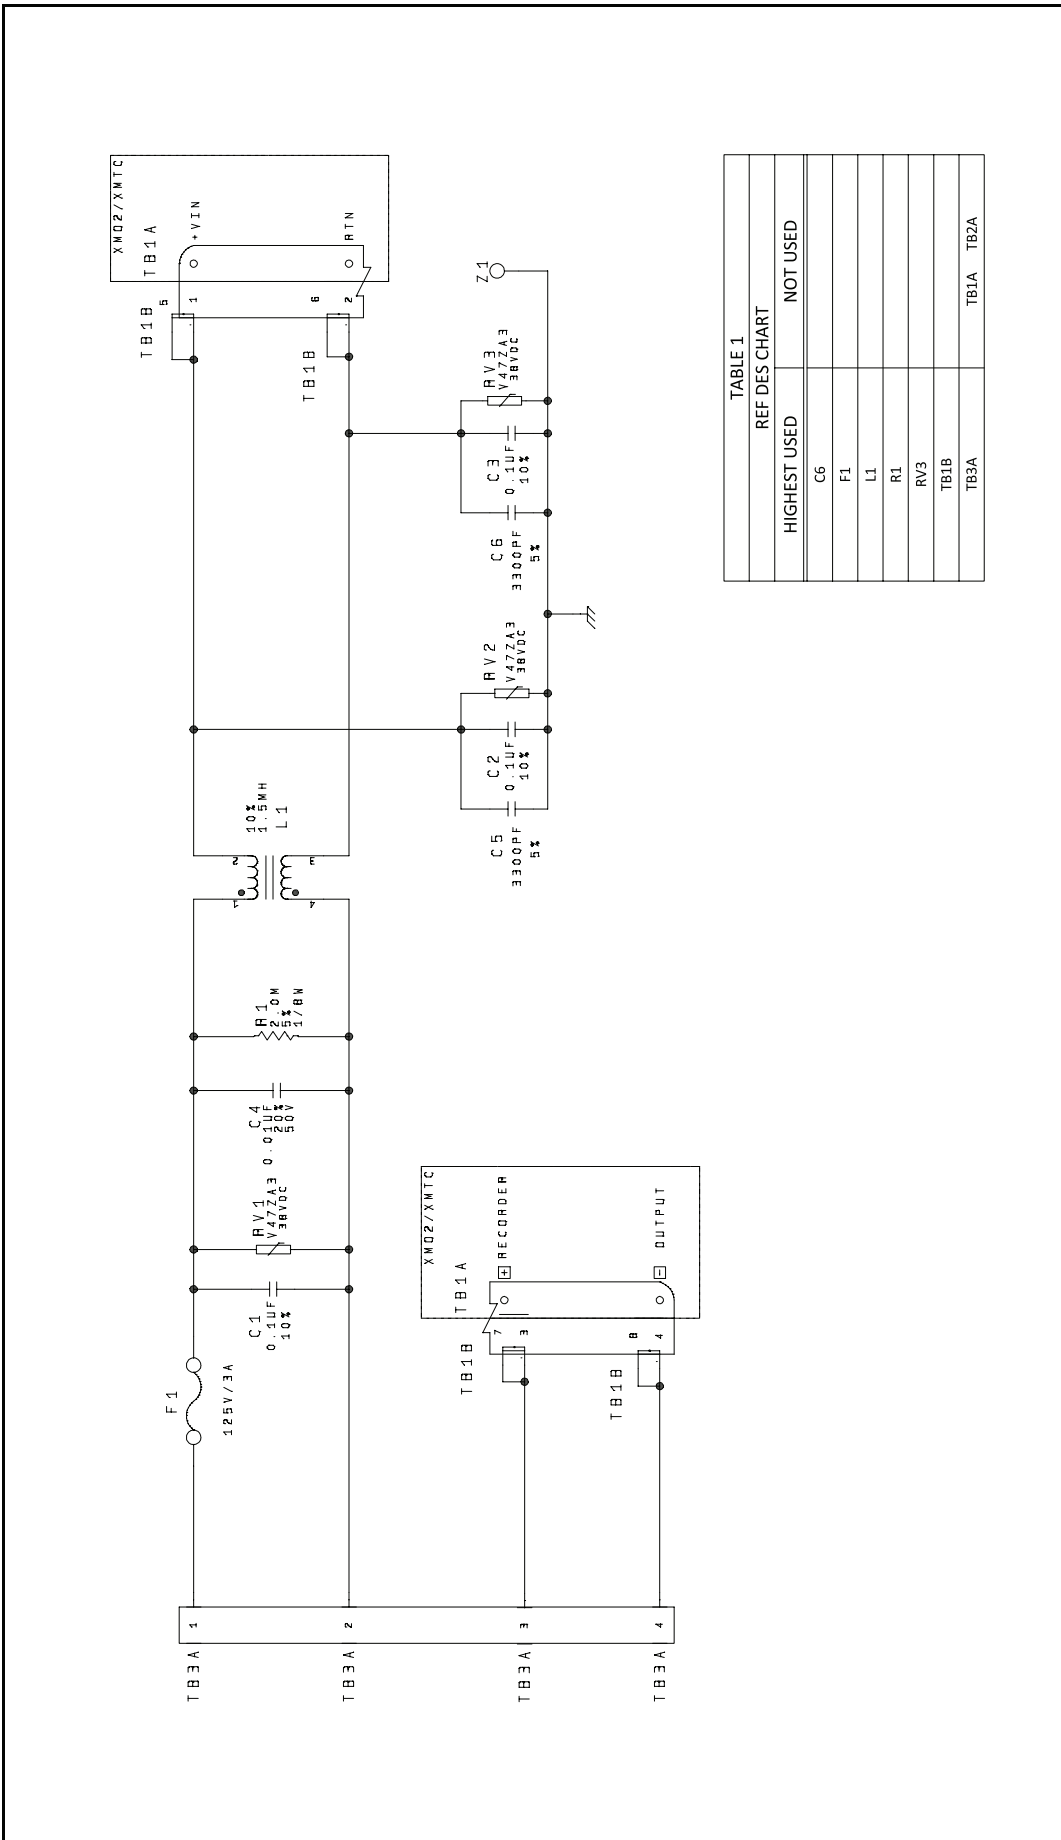 XMO2/XMTC
TB1A
+VIN
RTN
TB1B
5
1
6
2
TB1B
Z1
RV3
V47ZA3
38VDC
C3
0.1UF
10%
C6
3300PF
5%
RV2
V47ZA3
38VDC
C2
0.1UF
10%
C5
3300PF
5%
10%
1.5MH
L1
2
3
1
4
R1
2.0M
5%
1/8W
C4
0.01UF
20%
50V
RV1
V47ZA3
38VDC
C1
0.1UF
10%
F1
125V/3A
XMO2/XMTC
TB1A
+ RECORDER
- OUTPUT
7
3
8
4
TB1B
TB1B
1
2
3
4
TB3A
TB3A
TB3A
TB3A
TABLE 1
REF DES CHART
HIGHEST USED NOT USED
C6
F1
L1
R1
RV3
TB1B
TB3A TB1A TB2A